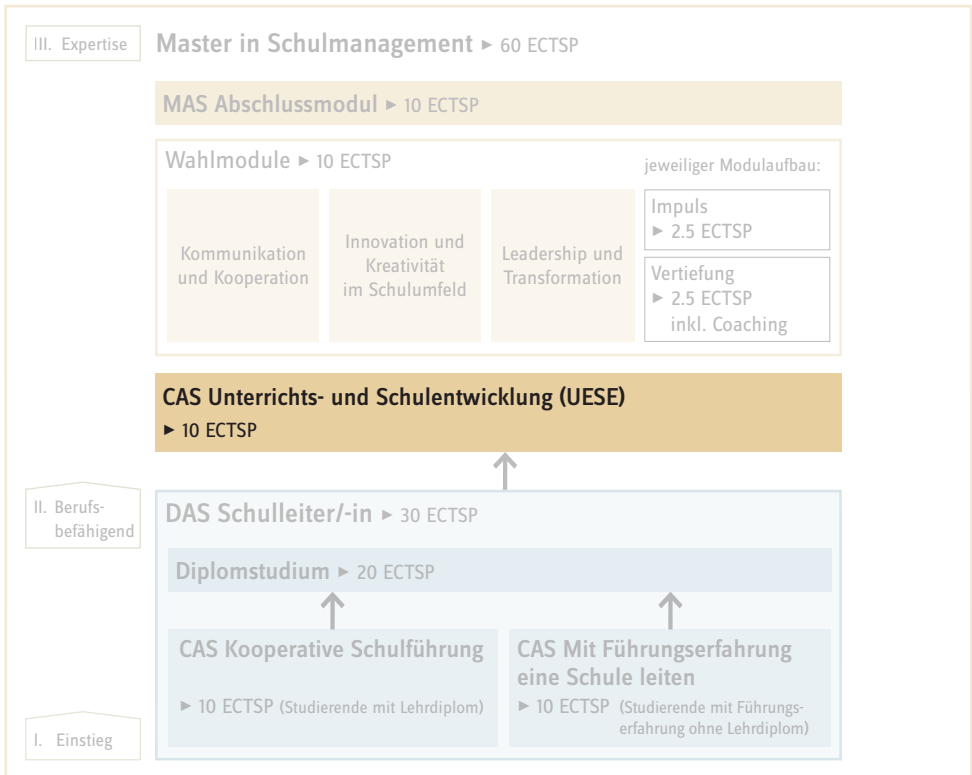 III. Expertise
Master in Schulmanagement ► 60 ECTSP
MAS Abschlussmodul ► 10 ECTSP
Wahlmodule ► 10 ECTSP
jeweiliger Modulaufbau:
Kommunikation
und Kooperation
Innovation und
Kreativität
im Schulumfeld
Leadership und
Transformation
Impuls
► 2.5 ECTSP
Vertiefung
► 2.5 ECTSP
inkl. Coaching
CAS Unterrichts- und Schulentwicklung (UESE)
► 10 ECTSP
II. Berufs-
befähigend
DAS Schulleiter/-in ► 30 ECTSP
Diplomstudium ► 20 ECTSP
CAS Kooperative Schulführung
► 10 ECTSP (Studierende mit Lehrdiplom)
CAS Mit Führungserfahrung
eine Schule leiten
► 10 ECTSP (Studierende mit Führungs-
erfahrung ohne Lehrdiplom)
I. Einstieg